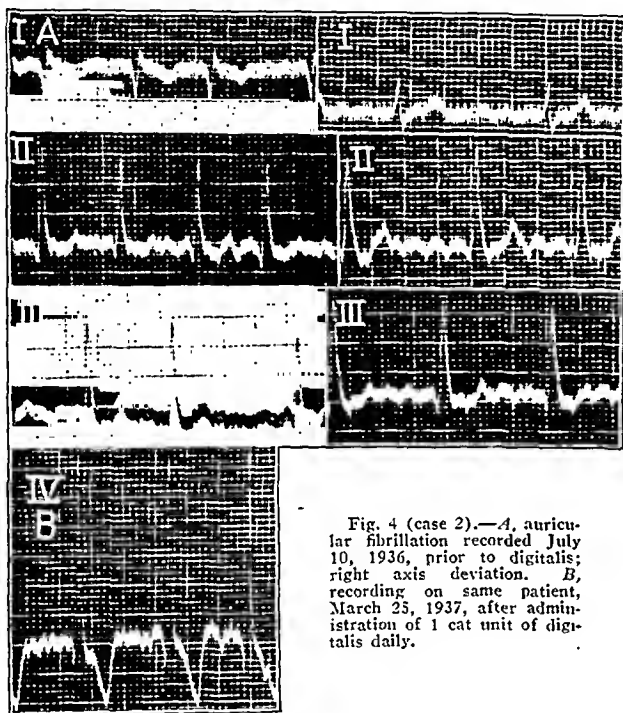 I A
I
II
II
III
III
IV
B
Fig. 4 (case 2).—A, auricu-
lar fibrillation recorded July
10, 1936, prior to digitalis;
right axis deviation. B,
recording on same patient,
March 25, 1937, after admin-
istration of 1 cat unit of digi-
talis daily.